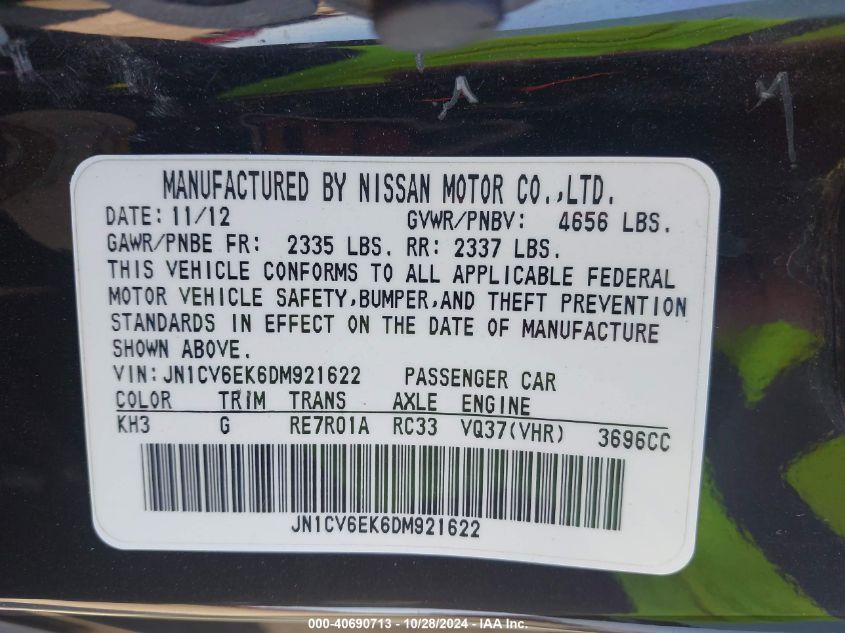 MANUFACTURED BY NISSAN MOTOR CO.,LTD.
DATE: 11/12 GVWR/PNBV: 4656 LBS.
GAWR/PNBE FR: 2335 LBS. RR: 2337 LBS.
THIS VEHICLE CONFORMS TO ALL APPLICABLE FEDERAL
MOTOR VEHICLE SAFETY,BUMPER,AND THEFT PREVENTION
STANDARDS IN EFFECT ON THE DATE OF MANUFACTURE
SHOWN ABOVE.
VIN: JN1CV6EK6DM921622 PASSENGER CAR
COLOR TRIM TRANS AXLE ENGINE
KH3 G RE7R01A RC33 VQ37(VHR) 3696CC
JN1CV6EK6DM921622
000-40690713 - 10/28/2024 - IAA Inc.